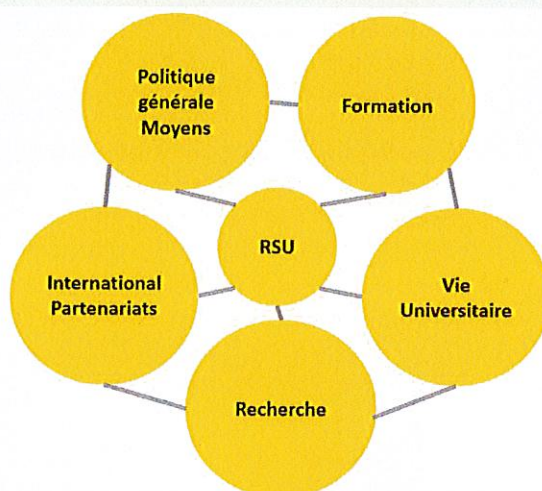 Politique
générale
Moyens
Formation
RSU
International
Partenariats
Vie
Universitaire
Recherche